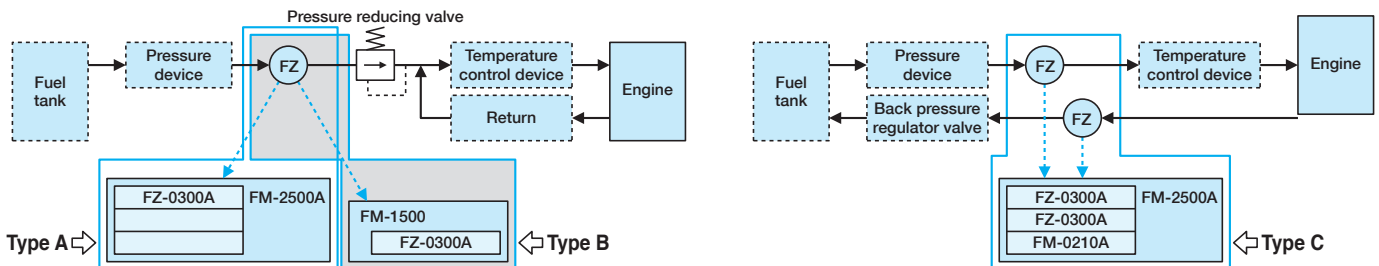 Pressure reducing valve
Fuel
tank
Pressure
device
FZ
Temperature
control device
Return
Engine
FZ-0300A
FM-2500A
FM-1500
FZ-0300A
Type A
Type B
Fuel
tank
Pressure
device
FZ
Temperature
control device
Engine
Back pressure
regulator valve
FZ
FZ-0300A
FM-2500A
FZ-0300A
FM-0210A
Type C